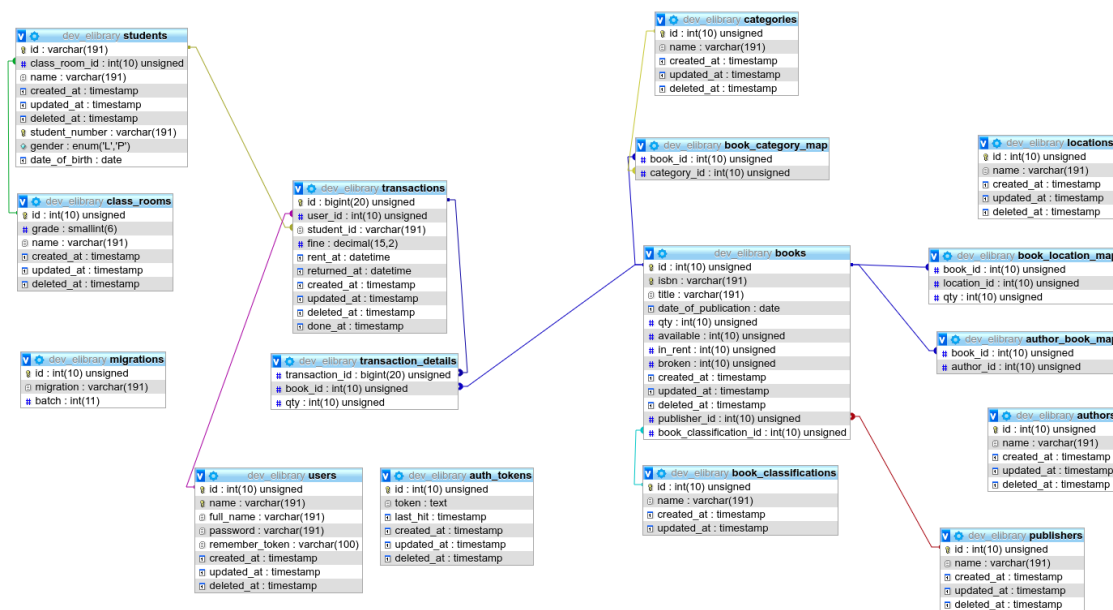 dev_elibrary students
id : varchar(191)
class_room_id : int(10) unsigned
name : varchar(191)
created_at : timestamp
updated_at : timestamp
deleted_at : timestamp
student_number : varchar(191)
gender : enum('L','P')
date_of_birth : date
dev_elibrary class_rooms
id : int(10) unsigned
grade : smallint(6)
name : varchar(191)
created_at : timestamp
updated_at : timestamp
deleted_at : timestamp
dev_elibrary migrations
id : int(10) unsigned
migration : varchar(191)
batch : int(11)
dev_elibrary transactions
id : bigint(20) unsigned
user_id : int(10) unsigned
student_id : varchar(191)
fine : decimal(15,2)
rent_at : datetime
returned_at : datetime
created_at : timestamp
updated_at : timestamp
deleted_at : timestamp
done_at : timestamp
dev_elibrary transaction_details
transaction_id : bigint(20) unsigned
book_id : int(10) unsigned
qty : int(10) unsigned
dev_elibrary users
id : int(10) unsigned
name : varchar(191)
full_name : varchar(191)
password : varchar(191)
remember_token : varchar(100)
created_at : timestamp
updated_at : timestamp
deleted_at : timestamp
dev_elibrary auth_tokens
id : int(10) unsigned
token : text
last_hit : timestamp
created_at : timestamp
updated_at : timestamp
deleted_at : timestamp
dev_elibrary categories
id : int(10) unsigned
name : varchar(191)
created_at : timestamp
updated_at : timestamp
deleted_at : timestamp
dev_elibrary book_category_map
book_id : int(10) unsigned
category_id : int(10) unsigned
dev_elibrary books
id : int(10) unsigned
isbn : varchar(191)
title : varchar(191)
date_of_publication : date
qty : int(10) unsigned
available : int(10) unsigned
in_rent : int(10) unsigned
broken : int(10) unsigned
created_at : timestamp
updated_at : timestamp
deleted_at : timestamp
publisher_id : int(10) unsigned
book_classification_id : int(10) unsigned
dev_elibrary book_classifications
id : int(10) unsigned
name : varchar(191)
created_at : timestamp
updated_at : timestamp
dev_elibrary locations
id : int(10) unsigned
name : varchar(191)
created_at : timestamp
updated_at : timestamp
deleted_at : timestamp
dev_elibrary book_location_map
book_id : int(10) unsigned
location_id : int(10) unsigned
qty : int(10) unsigned
dev_elibrary author_book_map
book_id : int(10) unsigned
author_id : int(10) unsigned
dev_elibrary authors
id : int(10) unsigned
name : varchar(191)
created_at : timestamp
updated_at : timestamp
deleted_at : timestamp
dev_elibrary publishers
id : int(10) unsigned
name : varchar(191)
created_at : timestamp
updated_at : timestamp
deleted_at : timestamp